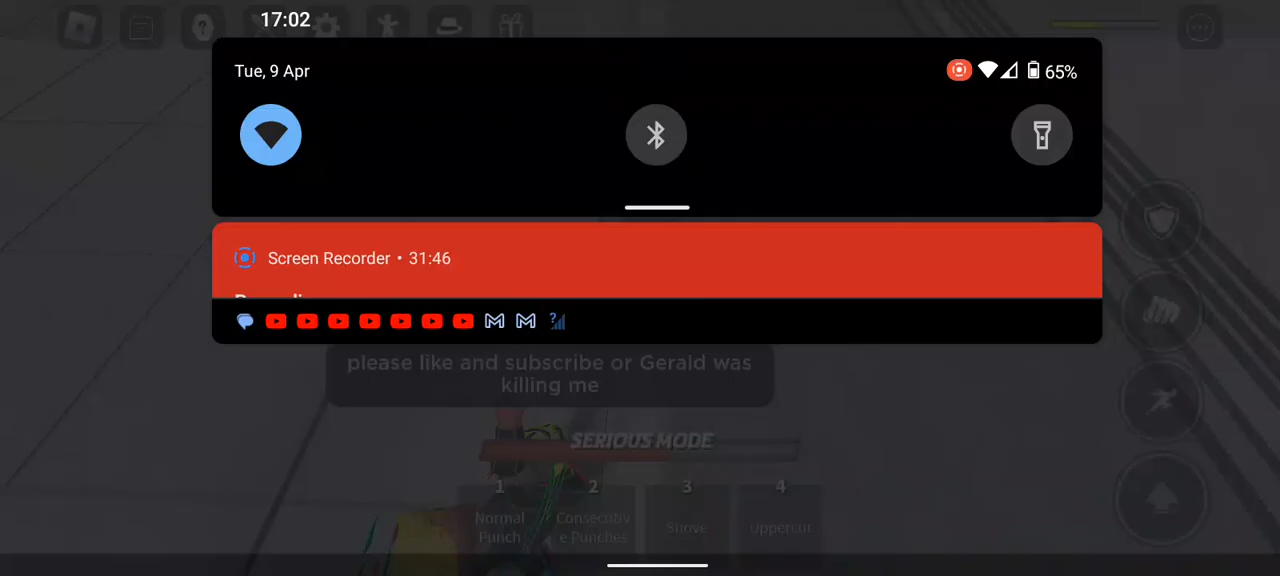 17:02
Tue, 9 Apr
65%
Screen Recorder • 31:46
please like and subscribe or Gerald was
killing me
SERIOUS MODE
1 2 3 4
Normal Punch
Consecutiv
e Punches
Shove
Uppercut